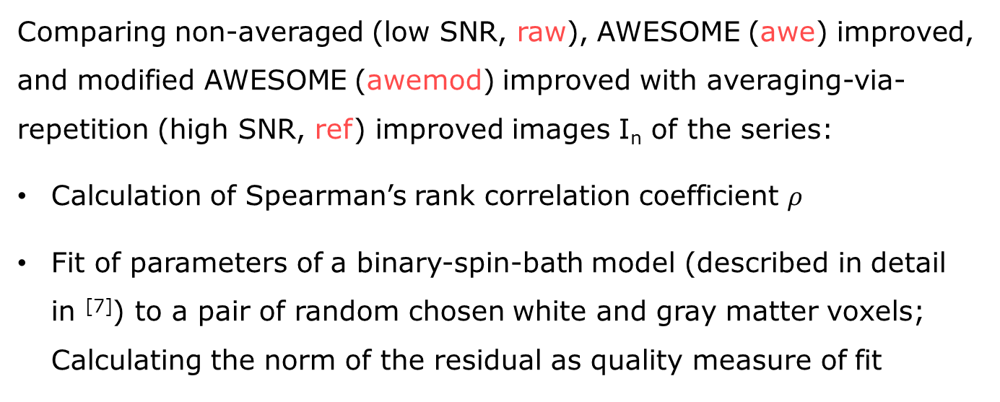 Comparing non-averaged (low SNR, raw), AWESOME (awe) improved,
and modified AWESOME (awemod) improved with averaging-via-
repetition (high SNR, ref) improved images Iₙ of the series:
• Calculation of Spearman’s rank correlation coefficient ρ
• Fit of parameters of a binary-spin-bath model (described in detail
in [7]) to a pair of random chosen white and gray matter voxels;
Calculating the norm of the residual as quality measure of fit